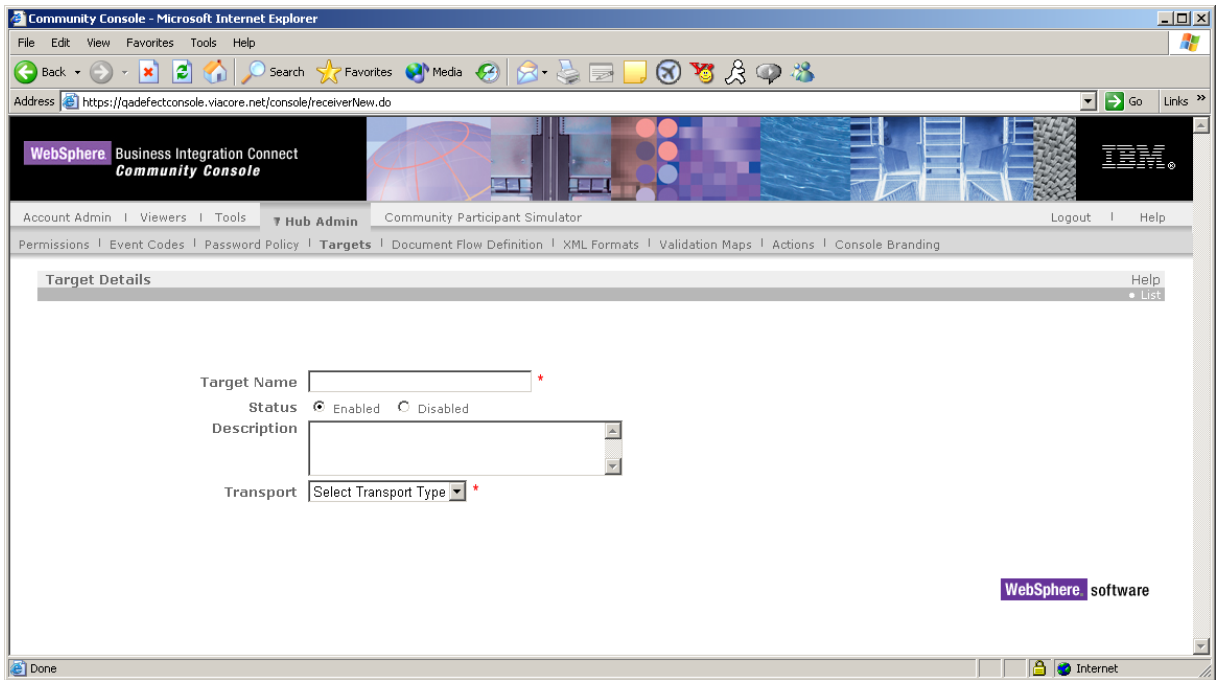 Community Console - Microsoft Internet Explorer
File Edit View Favorites Tools Help
Back Search Favorites Media
Address https://qadefectconsole.viacore.net/console/receiverNew.do Go Links »
WebSphere. Business Integration Connect
Community Console
IBM®
Account Admin | Viewers | Tools Hub Admin Community Participant Simulator Logout | Help
Permissions | Event Codes | Password Policy | Targets | Document Flow Definition | XML Formats | Validation Maps | Actions | Console Branding
Target Details Help
• List
Target Name *
Status Enabled Disabled
Description
Transport Select Transport Type *
WebSphere. software
Done Internet